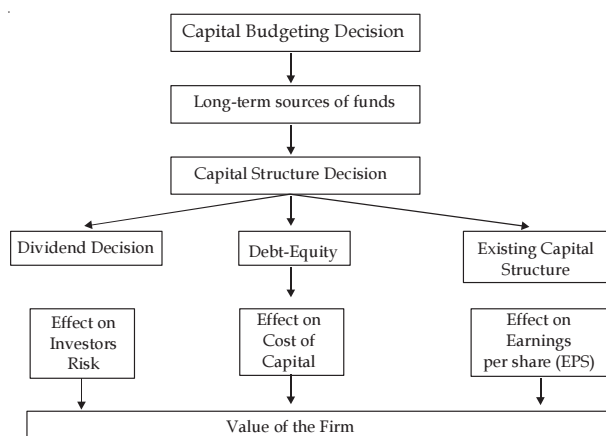 Capital Budgeting Decision
Long-term sources of funds
Capital Structure Decision
Dividend Decision
Debt-Equity
Existing Capital
Structure
Effect on
Investors
Risk
Effect on
Cost of
Capital
Effect on
Earnings
per share (EPS)
Value of the Firm